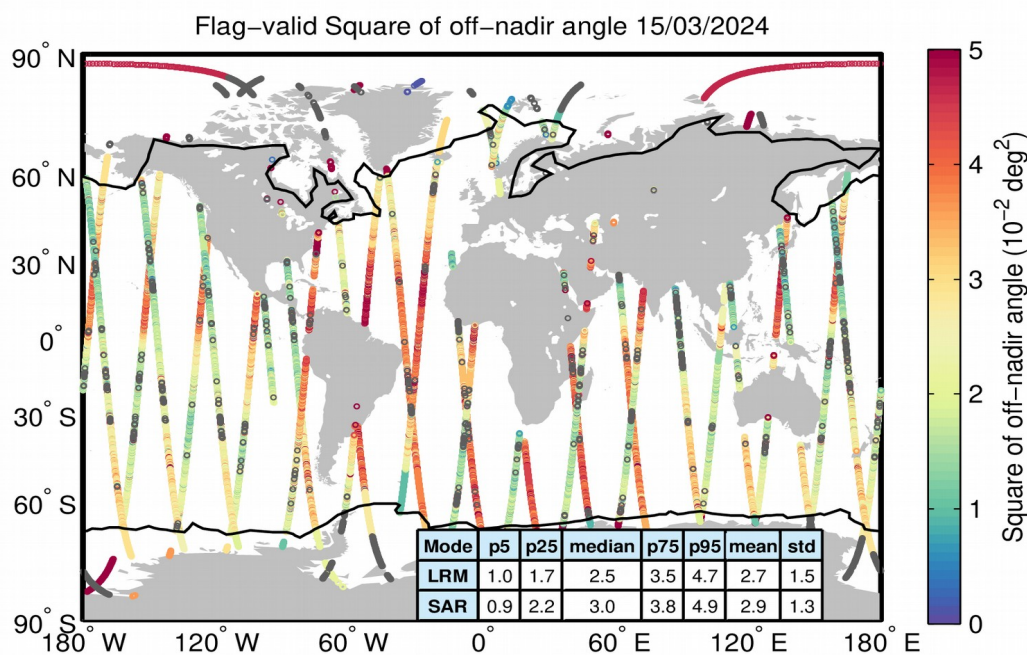 Flag−valid Square of off−nadir angle 15/03/2024
90° N
60° N
30° N
0°
30° S
60° S
90° S
180° W
120° W
60° W
0°
60° E
120° E
180° E
Mode p5 p25 median p75 p95 mean std
LRM 1.0 1.7 2.5 3.5 4.7 2.7 1.5
SAR 0.9 2.2 3.0 3.8 4.9 2.9 1.3
5
4
3
2
1
0
Square of off−nadir angle (10⁻² deg²)